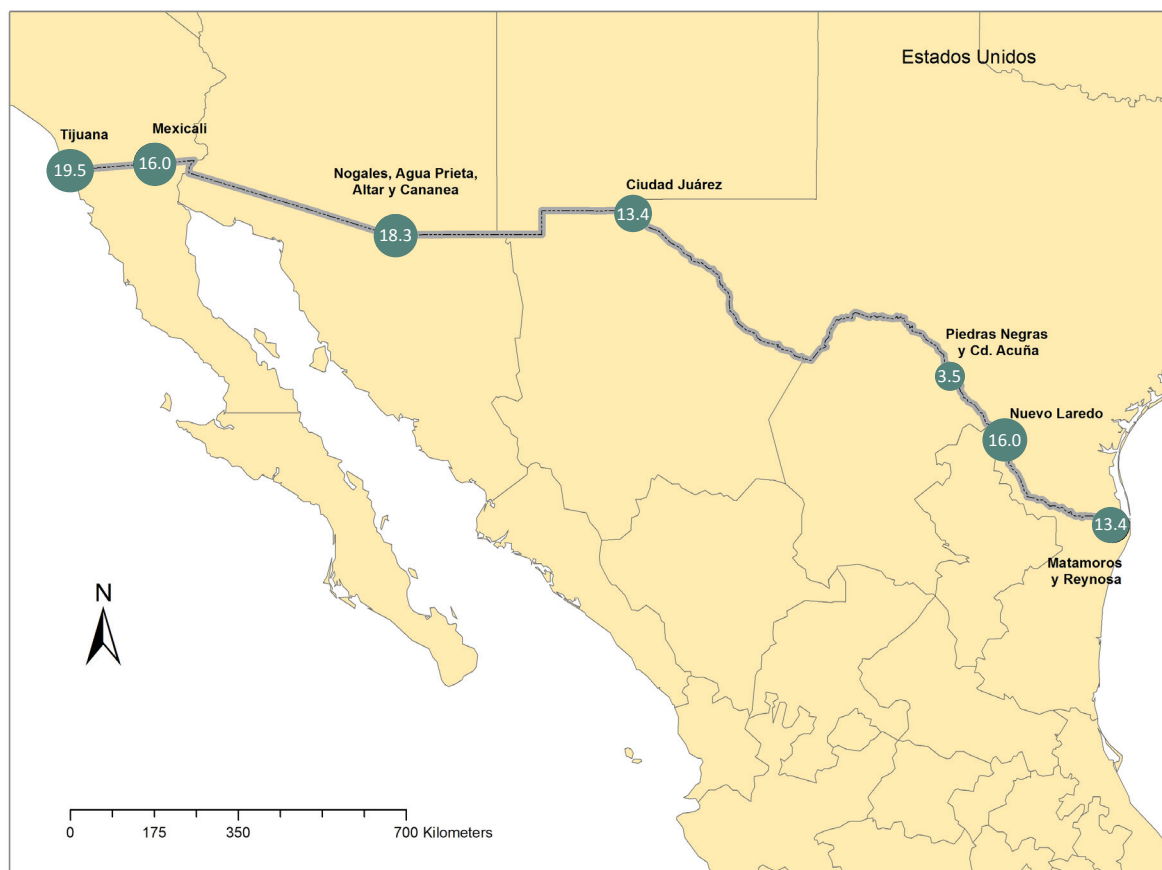 Estados Unidos
Tijuana
Mexicali
19.5
16.0
Nogales, Agua Prieta,
Altar y Cananea
18.3
Ciudad Juárez
13.4
Piedras Negras
y Cd. Acuña
3.5
Nuevo Laredo
16.0
13.4
Matamoros
y Reynosa
N
0 175 350 700 Kilometers